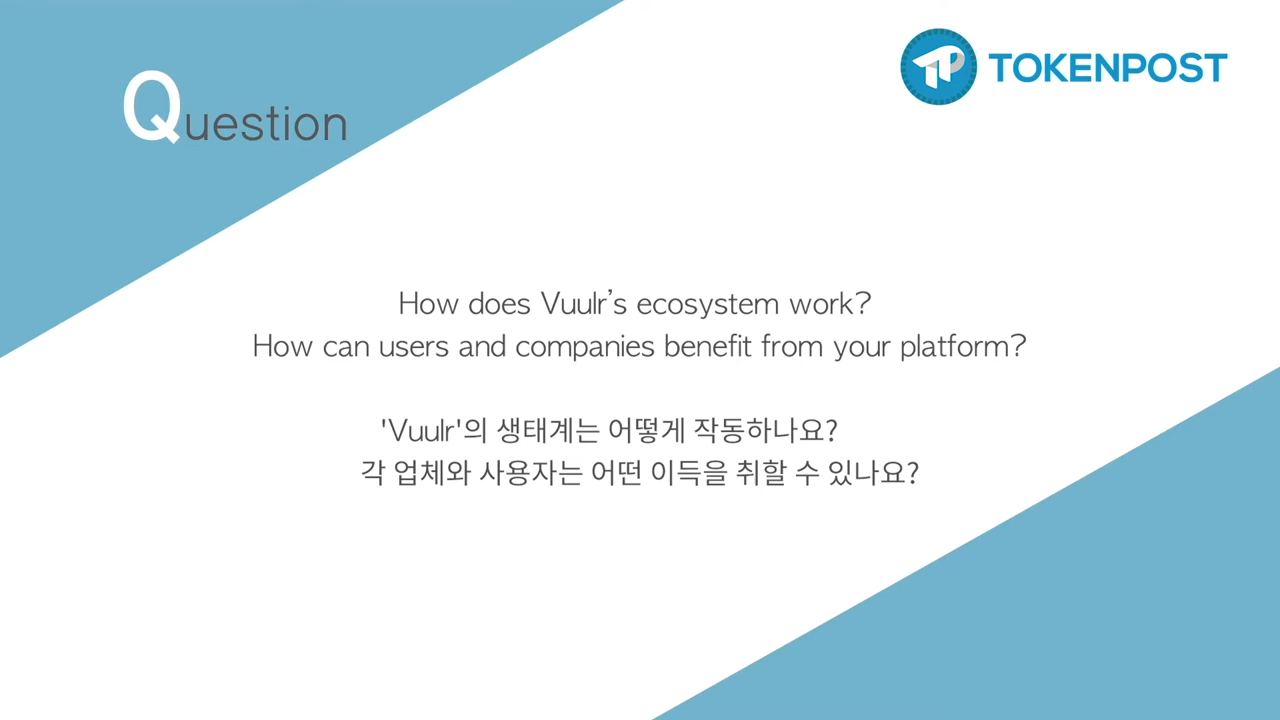 Question
TOKENPOST
How does Vuulr’s ecosystem work?
How can users and companies benefit from your platform?
'Vuulr'의 생태계는 어떻게 작동하나요?
각 업체와 사용자는 어떤 이득을 취할 수 있나요?